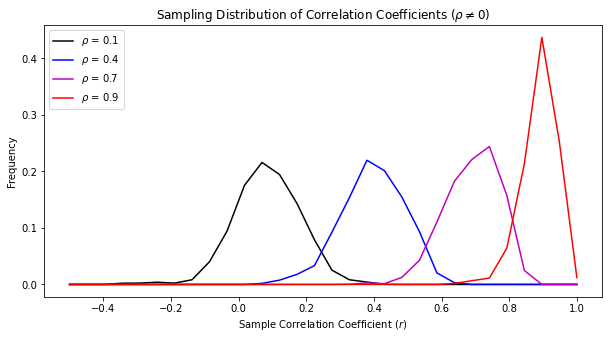 Sampling Distribution of Correlation Coefficients (ρ ≠ 0)
ρ = 0.1
ρ = 0.4
ρ = 0.7
ρ = 0.9
Frequency
0.4
0.3
0.2
0.1
0.0
−0.4 −0.2 0.0 0.2 0.4 0.6 0.8 1.0
Sample Correlation Coefficient (r)